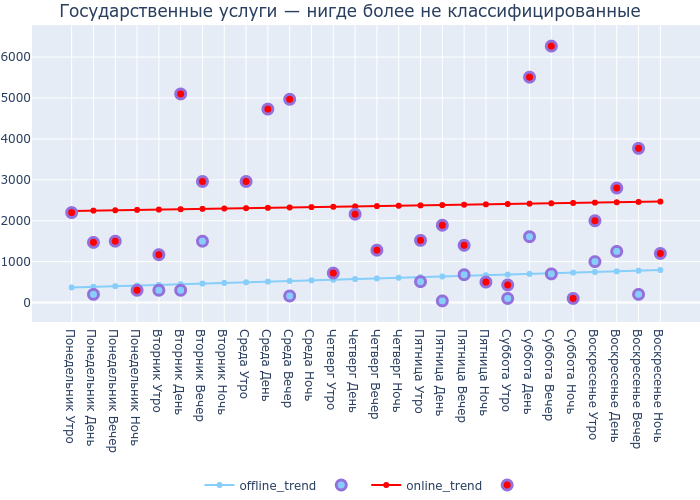 Государственные услуги — нигде более не классифицированные
6000
5000
4000
3000
2000
1000
0
Понедельник Утро
Понедельник День
Понедельник Вечер
Понедельник Ночь
Вторник Утро
Вторник День
Вторник Вечер
Вторник Ночь
Среда Утро
Среда День
Среда Вечер
Среда Ночь
Четверг Утро
Четверг День
Четверг Вечер
Четверг Ночь
Пятница Утро
Пятница День
Пятница Вечер
Пятница Ночь
Суббота Утро
Суббота День
Суббота Вечер
Суббота Ночь
Воскресенье Утро
Воскресенье День
Воскресенье Вечер
Воскресенье Ночь
offline_trend
online_trend